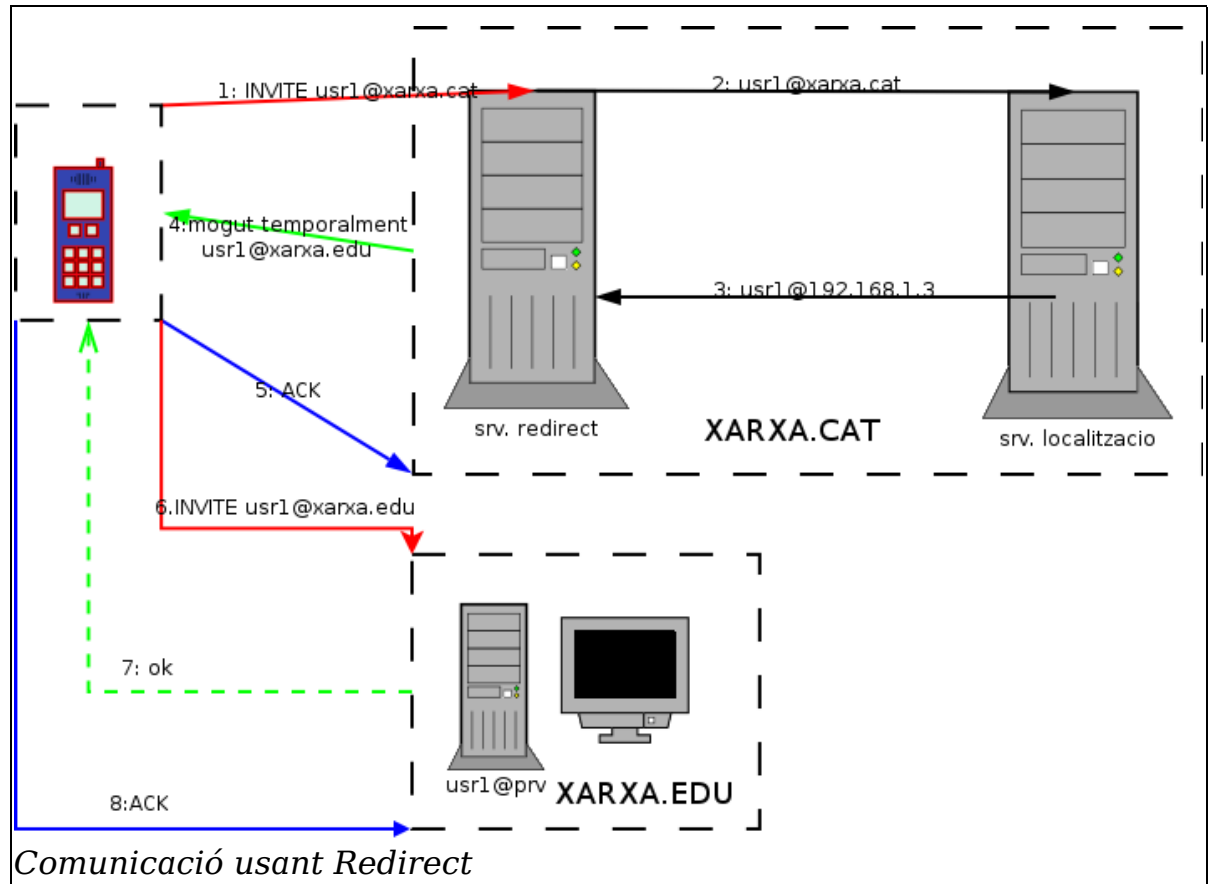 1: INVITE usr1@xarxa.cat
2: usr1@xarxa.cat
4:mogut temporalment
usr1@xarxa.edu
3: usr1@192.168.1.3
5: ACK
srv. redirect
XARXA.CAT
srv. localitzacio
6.INVITE usr1@xarxa.edu
7: ok
usr1@prv
XARXA.EDU
8:ACK
Comunicació usant Redirect